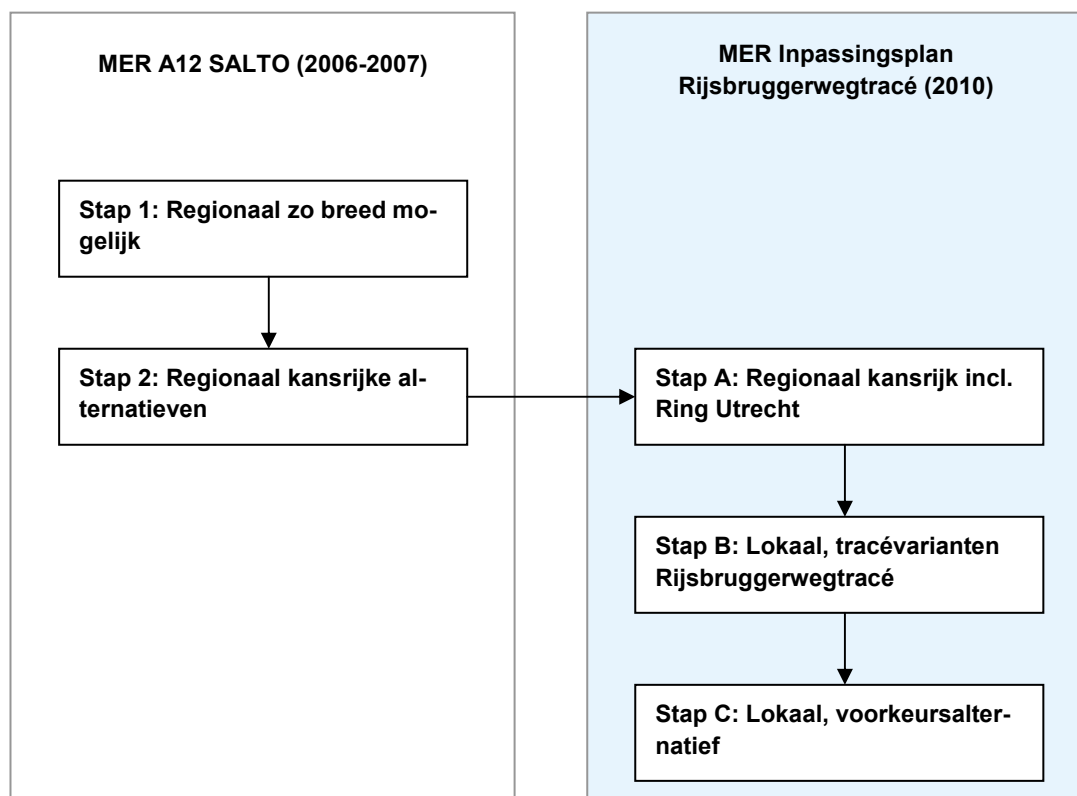 MER A12 SALTO (2006-2007)
Stap 1: Regionaal zo breed mo-
gelijk
Stap 2: Regionaal kansrijke al-
ternatieven
MER Inpassingsplan
Rijsbruggerwegtracé (2010)
Stap A: Regionaal kansrijk incl.
Ring Utrecht
Stap B: Lokaal, tracévarianten
Rijsbruggerwegtracé
Stap C: Lokaal, voorkeursalter-
natief